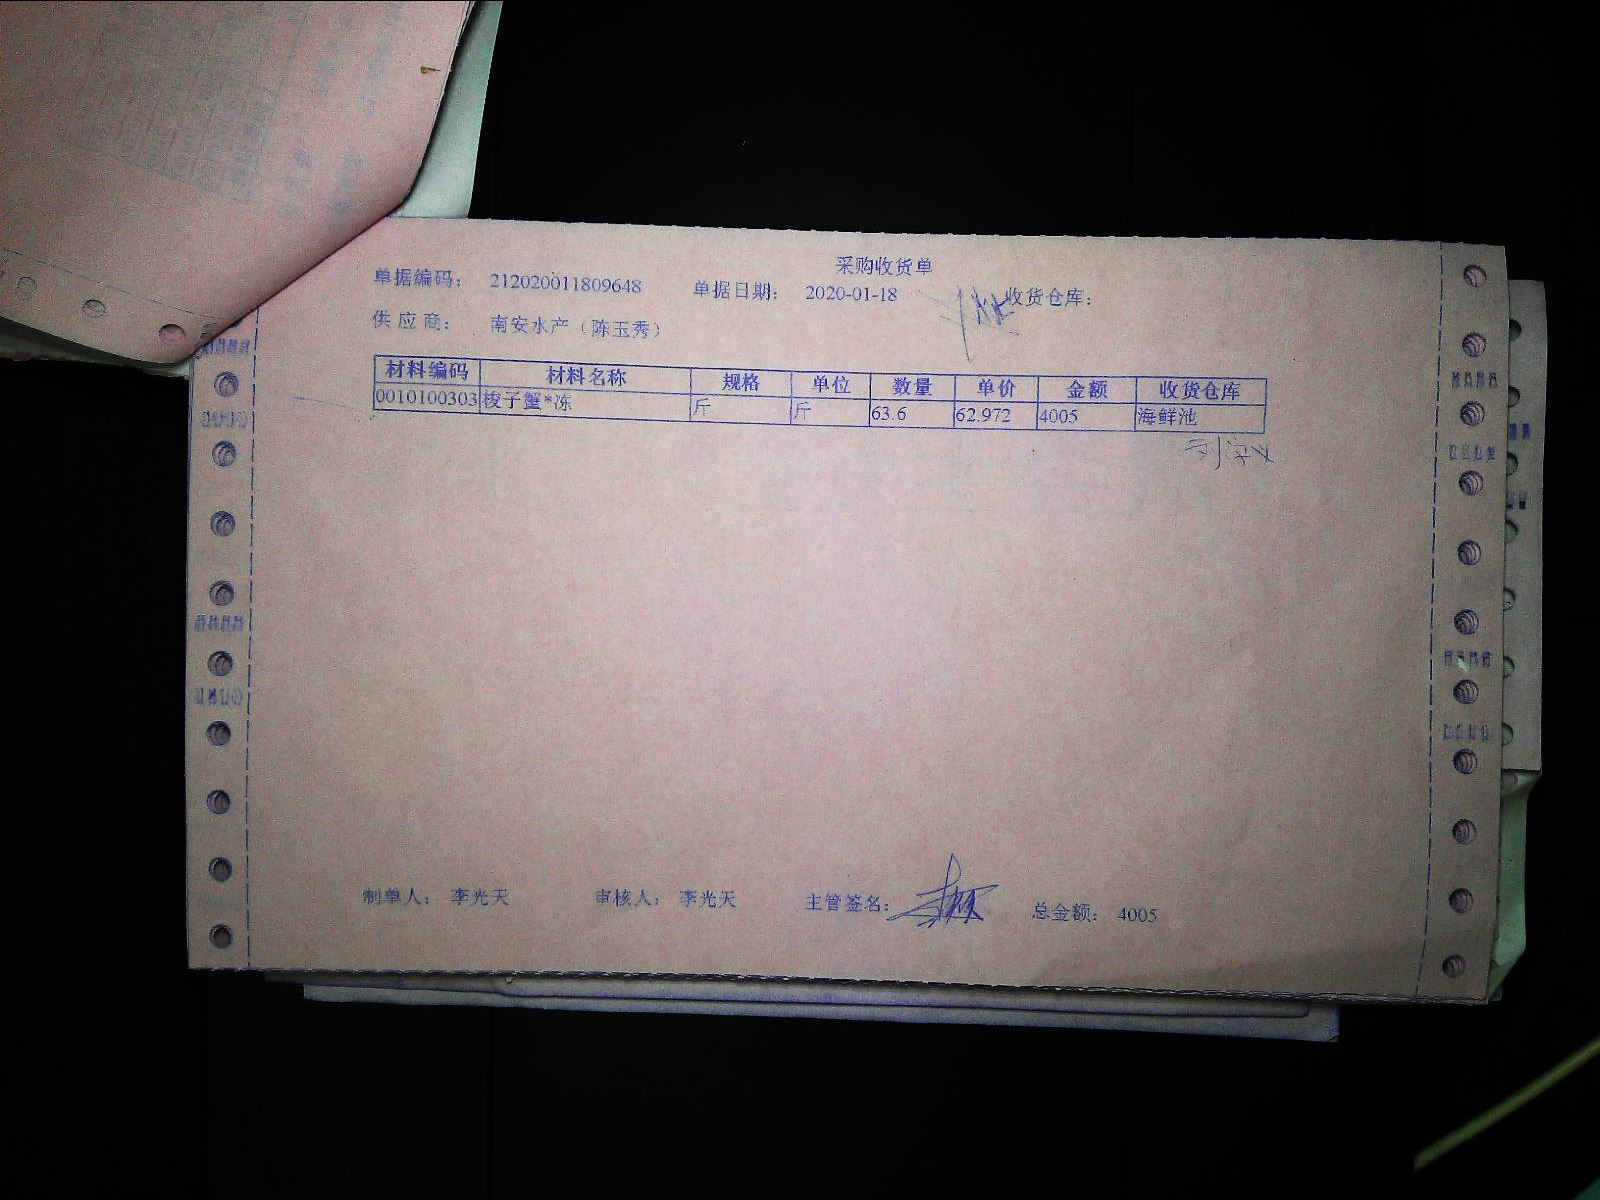 采购收货单
单据编码： 212020011809648 单据日期： 2020-01-18 收货仓库：
供应商： 南安水产（陈玉秀）
材料编码 材料名称 规格 单位 数量 单价 金额 收货仓库
0010100303 梭子蟹*冻 斤 斤 63.6 62.972 4005 海鲜池
制单人： 李光天 审核人： 李光天 主管签名： 总金额： 4005